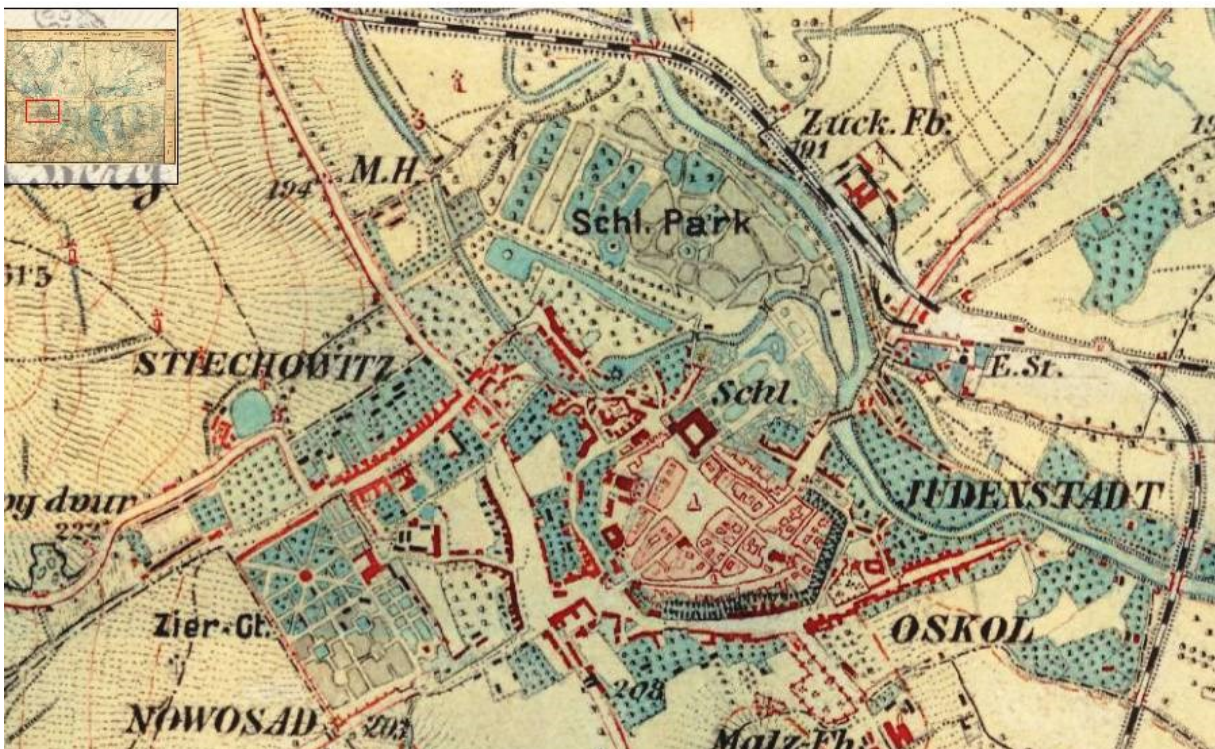 Zuck. Fb.
191
M.H.
194
Schl. Park
315
STIECHOWITZ
E. St.
Schl.
JUDENSTADT
222
Zier-Gt.
OSKOL
208
NOWOSAD
203
Malz-Fb.